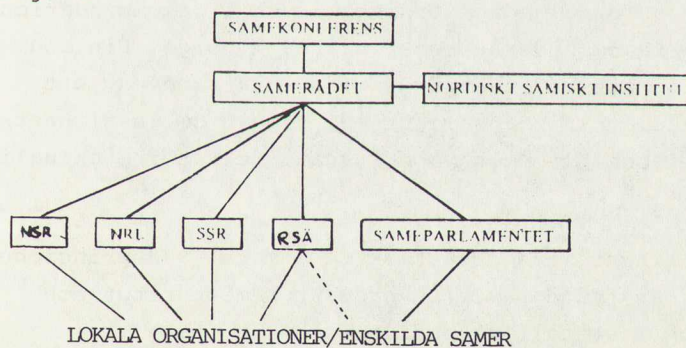 SAMEKONFERENS
SAMERÅDET
NORDISKT SAMISKT INSTITUT
NSR
NRL
SSR
RSÄ
SAMEPARLAMENTET
LOKALA ORGANISATIONER/ENSKILDA SAMER